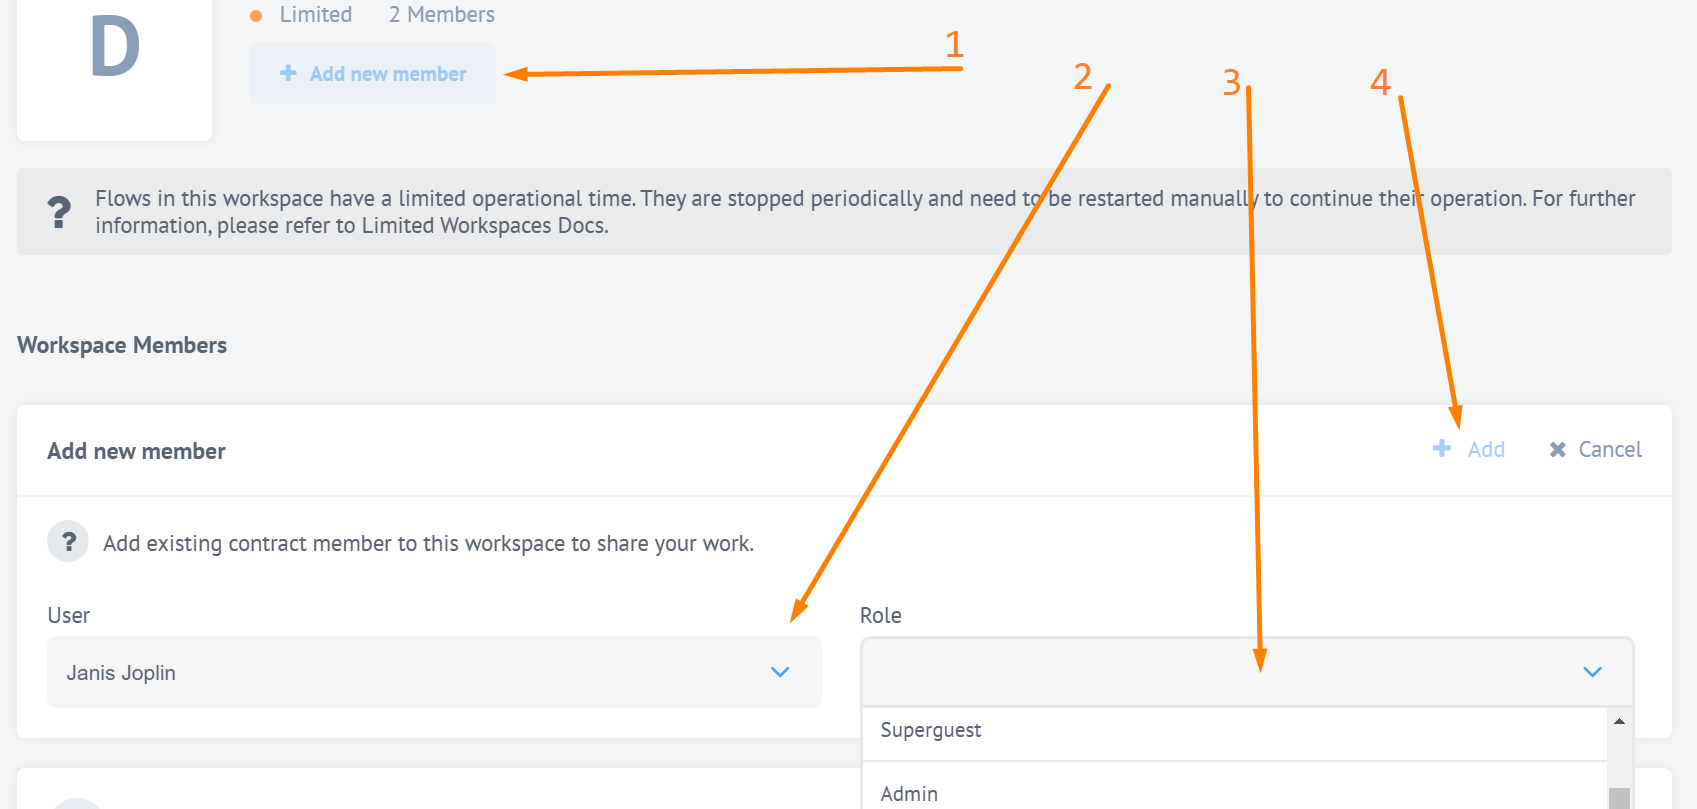 D
Limited 2 Members
+ Add new member
1
2
3
4
? Flows in this workspace have a limited operational time. They are stopped periodically and need to be restarted manually to continue their operation. For further
information, please refer to Limited Workspaces Docs.
Workspace Members
Add new member + Add × Cancel
? Add existing contract member to this workspace to share your work.
User Role
Janis Joplin
Superguest
Admin